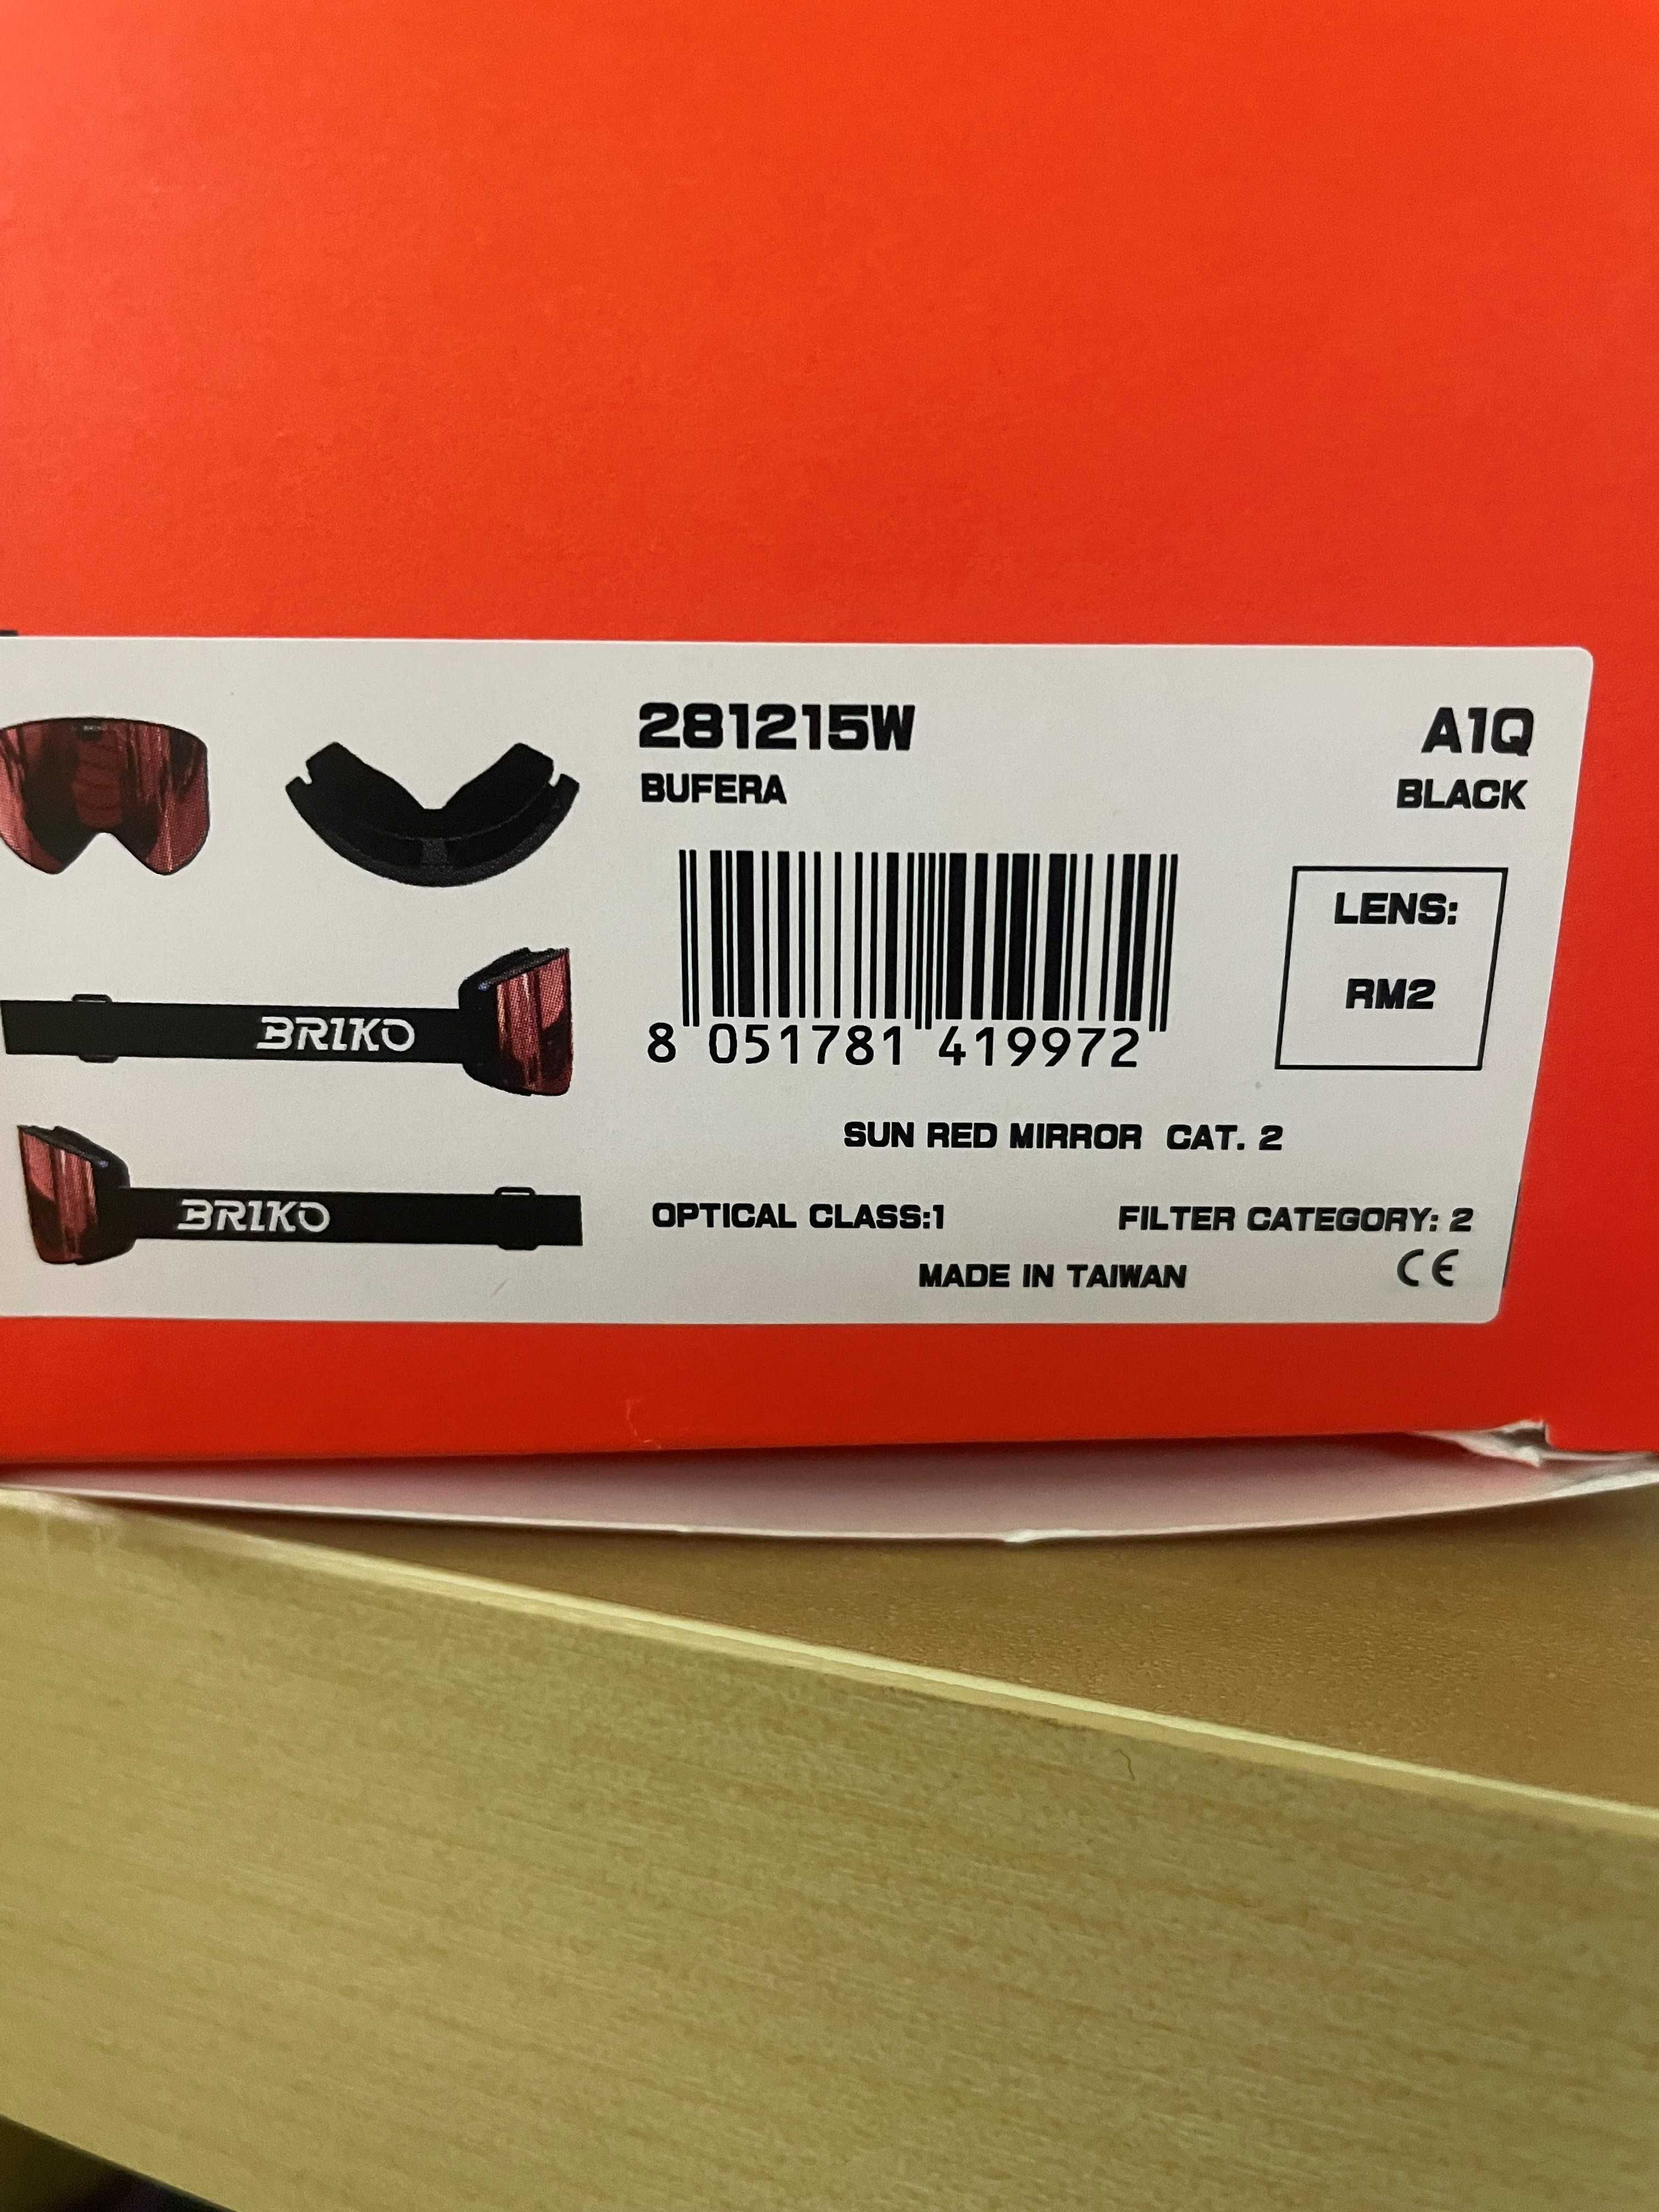 281215W A1Q
BUFERA BLACK
LENS:
RM2
BRIKO
8 051781 419972
SUN RED MIRROR CAT. 2
BRIKO
OPTICAL CLASS:1 FILTER CATEGORY: 2
MADE IN TAIWAN CE